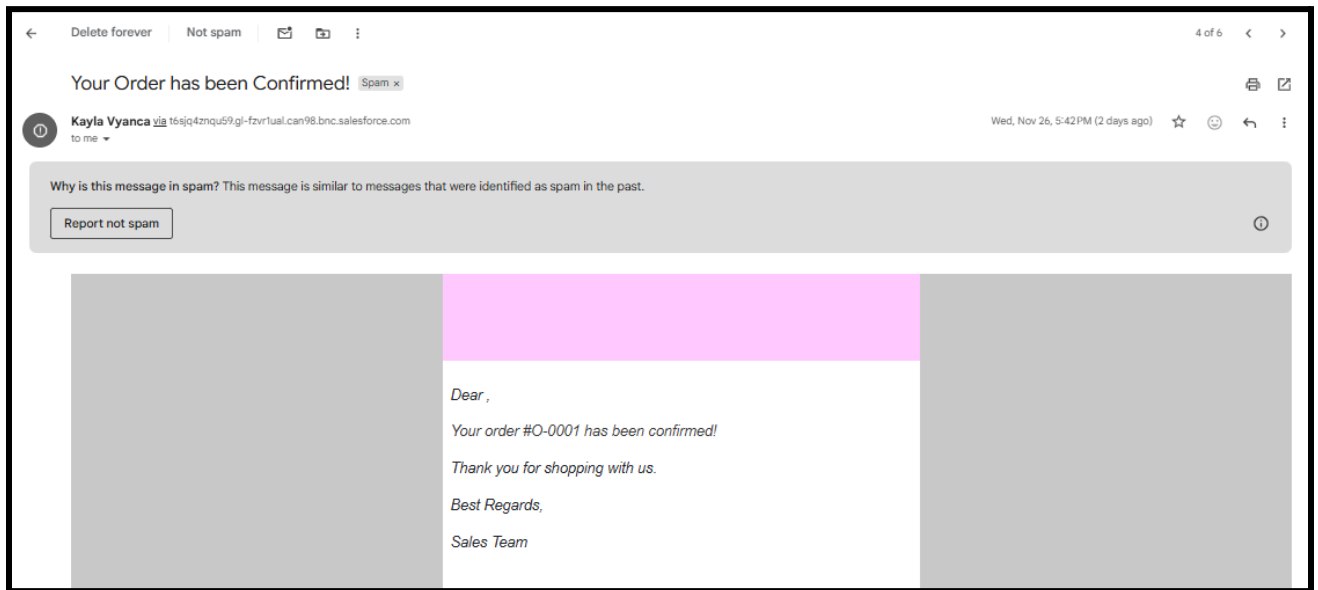 Delete forever Not spam 4 of 6
Your Order has been Confirmed! Spam ×
Kayla Vyanca via t6sjq4znqu59.gl-fzvr1ual.can98.bnc.salesforce.com Wed, Nov 26, 5:42 PM (2 days ago)
to me
Why is this message in spam? This message is similar to messages that were identified as spam in the past.
Report not spam
Dear ,
Your order #O-0001 has been confirmed!
Thank you for shopping with us.
Best Regards,
Sales Team